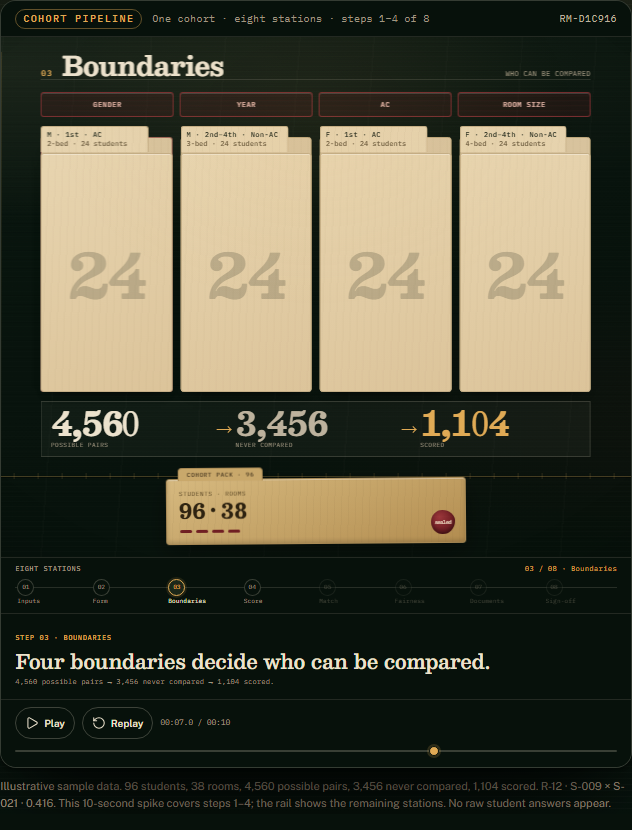 COHORT PIPELINE One cohort · eight stations · steps 1–4 of 8 RM-D1C916
03 Boundaries WHO CAN BE COMPARED
GENDER YEAR AC ROOM SIZE
M · 1st · AC
2-bed · 24 students
M · 2nd-4th · Non-AC
3-bed · 24 students
F · 1st · AC
2-bed · 24 students
F · 2nd-4th · Non-AC
4-bed · 24 students
24 24 24 24
4,560 → 3,456 → 1,104
POSSIBLE PAIRS NEVER COMPARED SCORED
COHORT PACK · 96
STUDENTS · ROOMS
96·38
sealed
EIGHT STATIONS 03 / 08 · Boundaries
01 02 03 04 05 06 07 08
Inputs Form Boundaries Score Match Fairness Documents Sign-off
STEP 03 · BOUNDARIES
Four boundaries decide who can be compared.
4,560 possible pairs → 3,456 never compared → 1,104 scored.
Play Replay 00:07.0 / 00:10
Illustrative sample data. 96 students, 38 rooms, 4,560 possible pairs, 3,456 never compared, 1,104 scored. R-12 · S-009 × S-
021 · 0.416. This 10-second spike covers steps 1–4; the rail shows the remaining stations. No raw student answers appear.